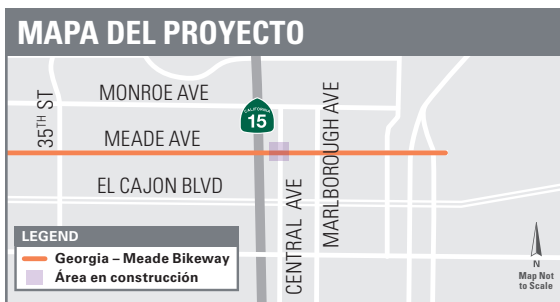 MAPA DEL PROYECTO
35TH ST
MONROE AVE
CALIFORNIA
15
MARLBOROUGH AVE
MEADE AVE
EL CAJON BLVD
CENTRAL AVE
LEGEND
Georgia – Meade Bikeway
Área en construcción
N
Map Not
to Scale